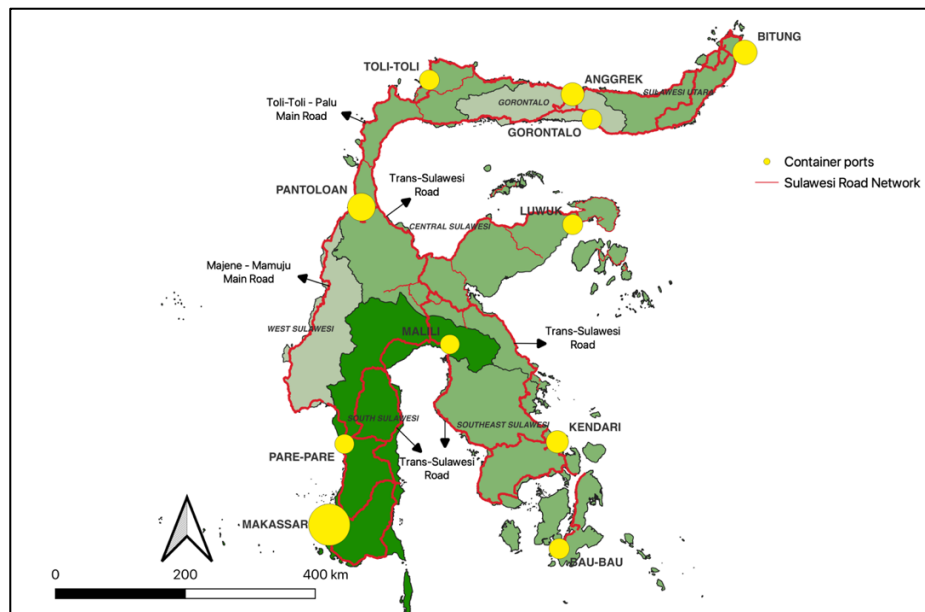 BITUNG
TOLI-TOLI
ANGGREK
SULAWESI UTARA
GORONTALO
Toli-Toli - Palu
Main Road
GORONTALO
Container ports
Sulawesi Road Network
Trans-Sulawesi
Road
PANTOLOAN
LUWUK
CENTRAL SULAWESI
Majene - Mamuju
Main Road
WEST SULAWESI
MALILI
Trans-Sulawesi
Road
SOUTH SULAWESI
SOUTHEAST SULAWESI
KENDARI
PARE-PARE
Trans-Sulawesi
Road
MAKASSAR
BAU-BAU
0
200
400 km